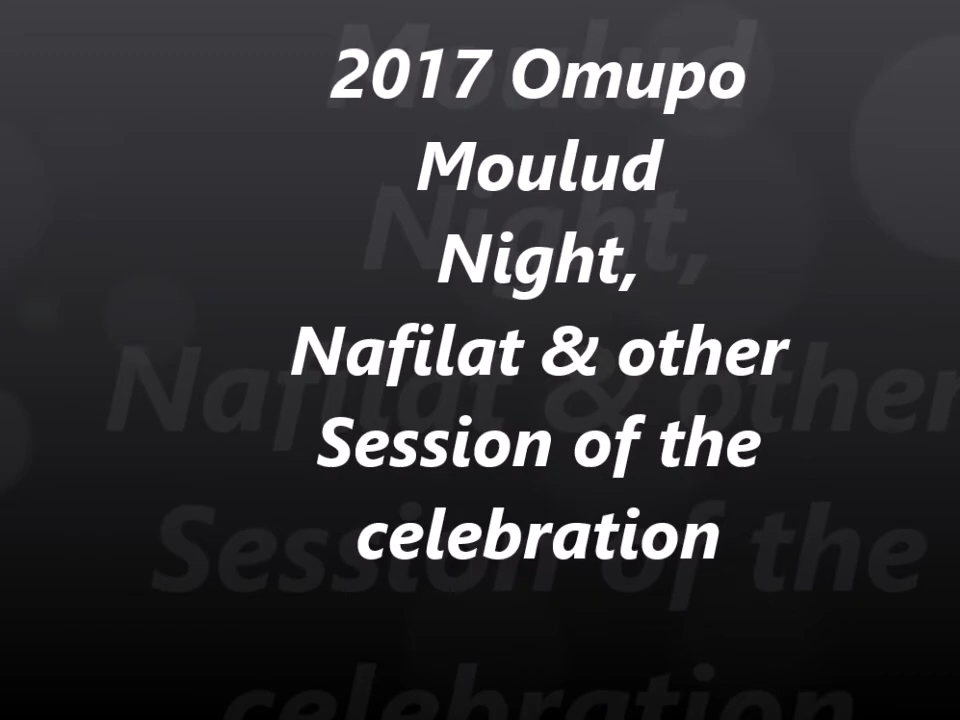 2017 Omupo
Moulud
Night,
Nafilat & other
Session of the
celebration